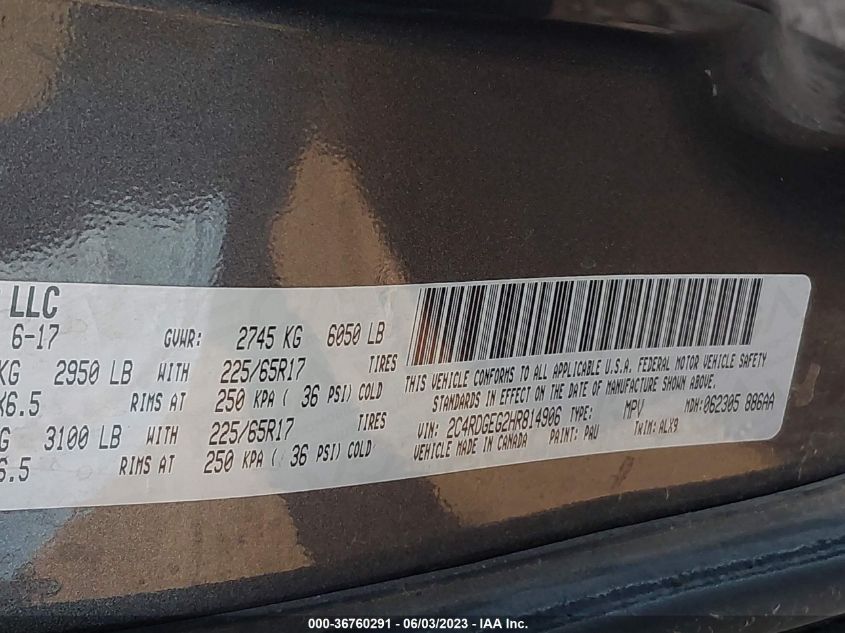 LLC
6-17 GVWR: 2745 KG 6050 LB
KG 2950 LB WITH 225/65R17 TIRES
X6.5 RIMS AT 250 KPA ( 36 PSI) COLD
G 3100 LB WITH 225/65R17 TIRES
6.5 RIMS AT 250 KPA ( 36 PSI) COLD
THIS VEHICLE CONFORMS TO ALL APPLICABLE U.S.A. FEDERAL MOTOR VEHICLE SAFETY
STANDARDS IN EFFECT ON THE DATE OF MANUFACTURE SHOWN ABOVE.
VIN: 2C4RDGEG2HR814906 TYPE: MPV MDH:062305 886AA
VEHICLE MADE IN CANADA PAINT: PAU TRIM:ALX9
000-36760291 - 06/03/2023 - IAA Inc.